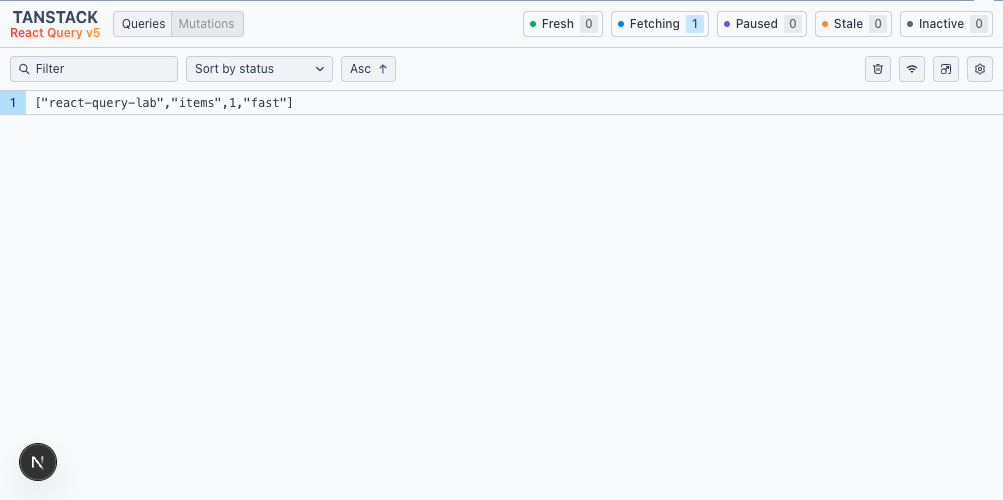 TANSTACK
React Query v5
Queries Mutations
Fresh 0 Fetching 1 Paused 0 Stale 0 Inactive 0
Filter Sort by status Asc
1 ["react-query-lab","items",1,"fast"]
N